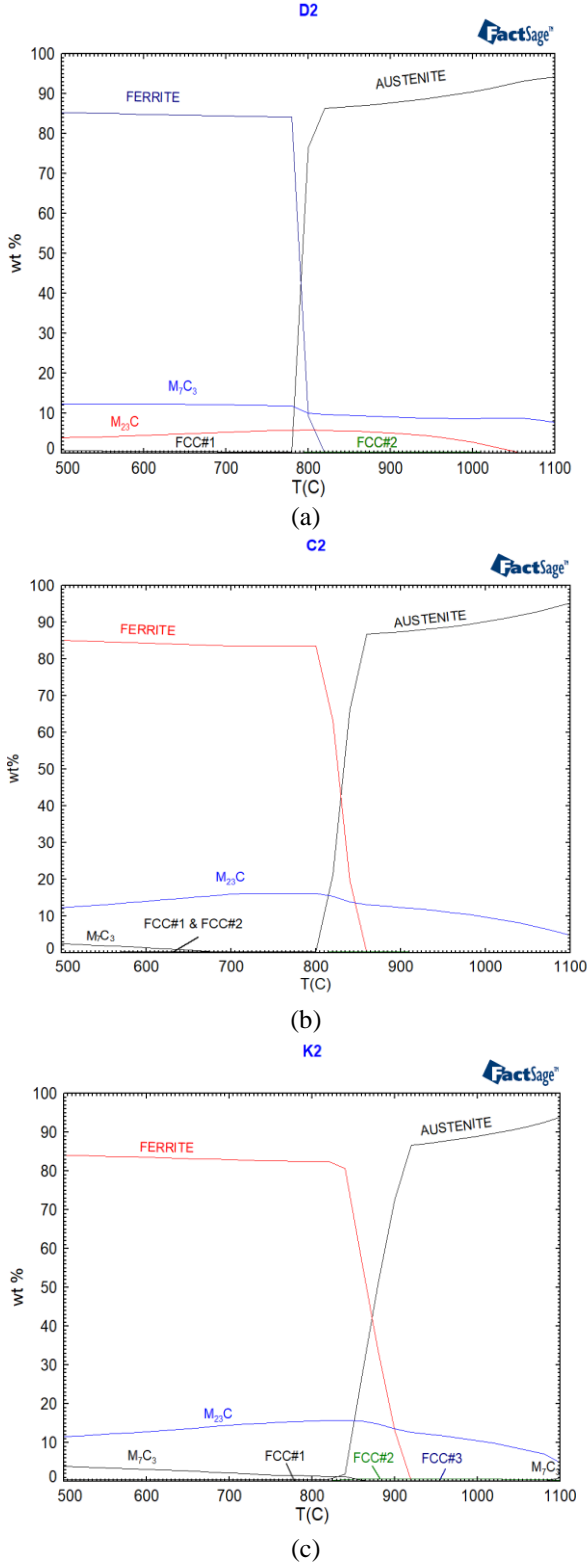 D2
FactSage™
100
AUSTENITE
FERRITE
90
80
70
60
wt %
50
40
30
20
M₇C₃
10
M₂₃C
FCC#1
FCC#2
0
500 600 700 800 900 1000 1100
T(C)
(a)
C2
FactSage™
100
FERRITE
AUSTENITE
90
80
70
60
wt%
50
40
30
20
M₂₃C
10
FCC#1 & FCC#2
M₇C₃
0
500 600 700 800 900 1000 1100
T(C)
(b)
K2
FactSage™
100
AUSTENITE
90
FERRITE
80
70
60
wt %
50
40
30
20
M₂₃C
10
M₇C₃
FCC#1
FCC#2
FCC#3
M₇C
0
500 600 700 800 900 1000 1100
T(C)
(c)